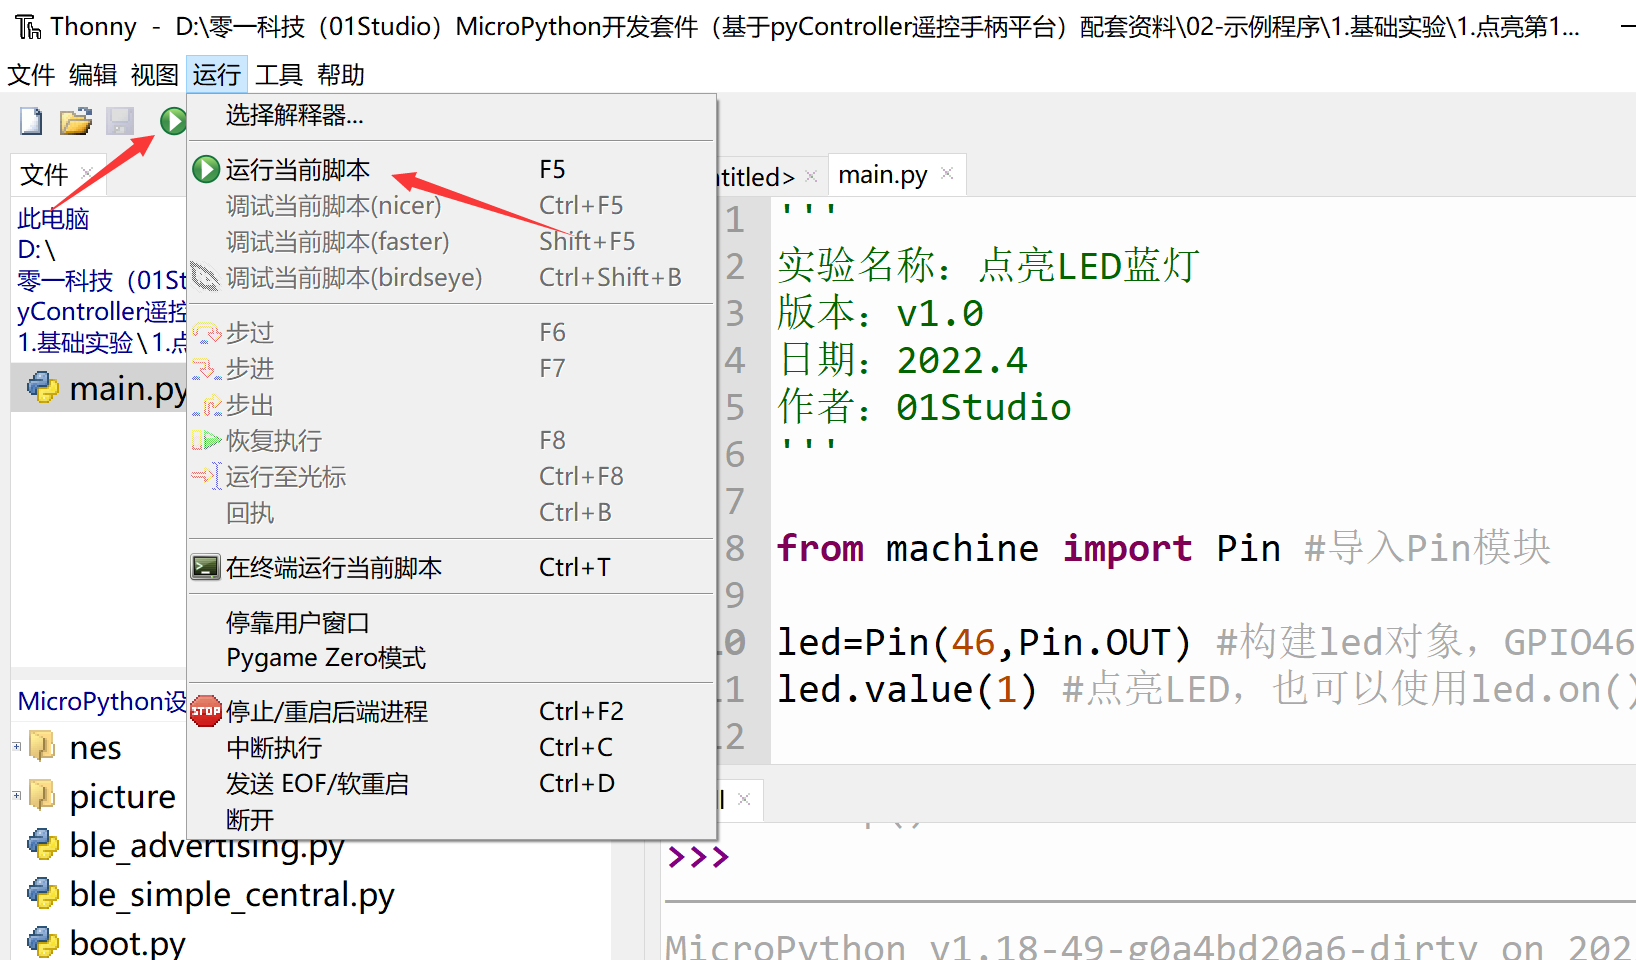 Thonny - D:\零一科技（01Studio）MicroPython开发套件（基于pyController遥控手柄平台）配套资料\02-示例程序\1.基础实验\1.点亮第1...
文件 编辑 视图 运行 工具 帮助
选择解释器...
运行当前脚本 F5
调试当前脚本(nicer) Ctrl+F5
调试当前脚本(faster) Shift+F5
调试当前脚本(birdseye) Ctrl+Shift+B
步过 F6
步进 F7
步出
恢复执行 F8
运行至光标 Ctrl+F8
回执 Ctrl+B
在终端运行当前脚本 Ctrl+T
停靠用户窗口
Pygame Zero模式
停止/重启后端进程 Ctrl+F2
中断执行 Ctrl+C
发送 EOF/软重启 Ctrl+D
断开
文件
此电脑
D:\
零一科技（01St
yController遥控
1.基础实验\1.点
main.py
MicroPython设
nes
picture
ble_advertising.py
ble_simple_central.py
boot.py
ntitled> main.py
1 '''
2 实验名称：点亮LED蓝灯
3 版本：v1.0
4 日期：2022.4
5 作者：01Studio
6 '''
7
8 from machine import Pin #导入Pin模块
9
10 led=Pin(46,Pin.OUT) #构建led对象，GPIO46
11 led.value(1) #点亮LED，也可以使用led.on()
12
l
>>>
MicroPython v1.18-49-g0a4bd20a6-dirty on 202